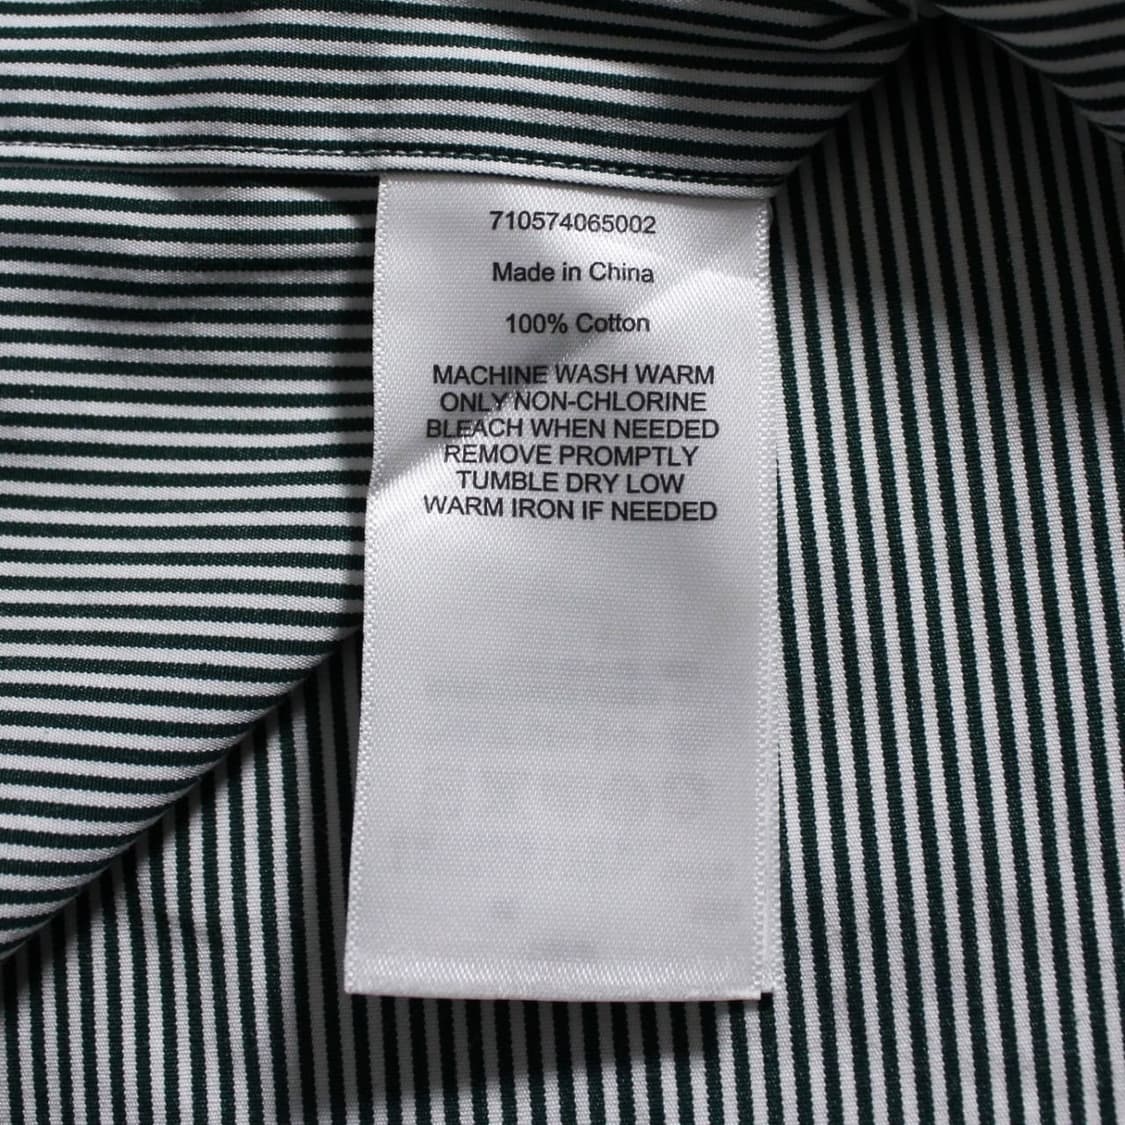 710574065002
Made in China
100% Cotton
MACHINE WASH WARM
ONLY NON-CHLORINE
BLEACH WHEN NEEDED
REMOVE PROMPTLY
TUMBLE DRY LOW
WARM IRON IF NEEDED